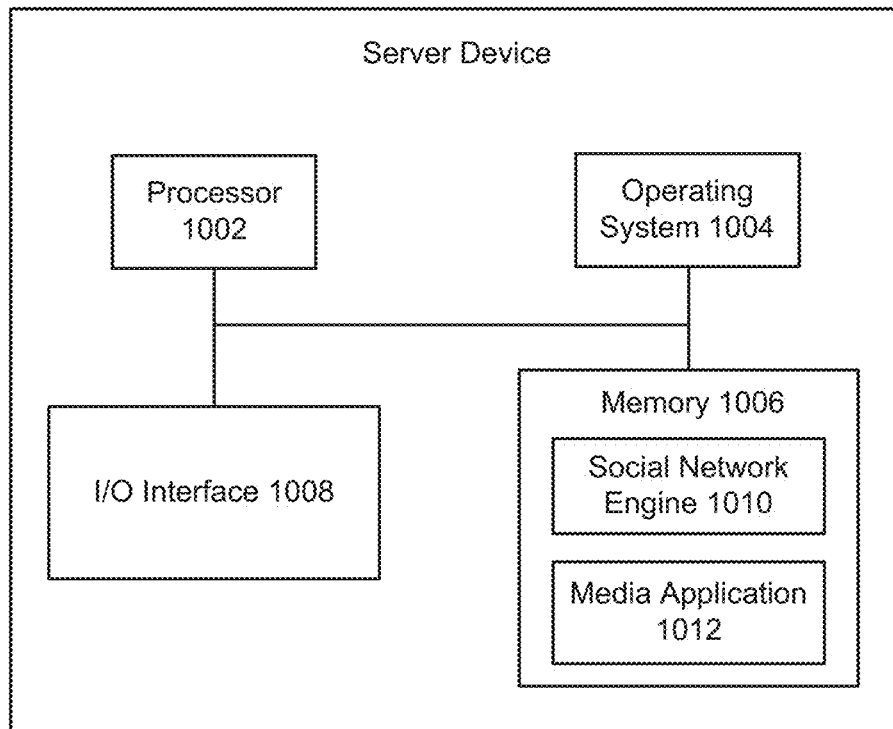 Server Device
Processor
1002
Operating
System 1004
I/O Interface 1008
Memory 1006
Social Network
Engine 1010
Media Application
1012